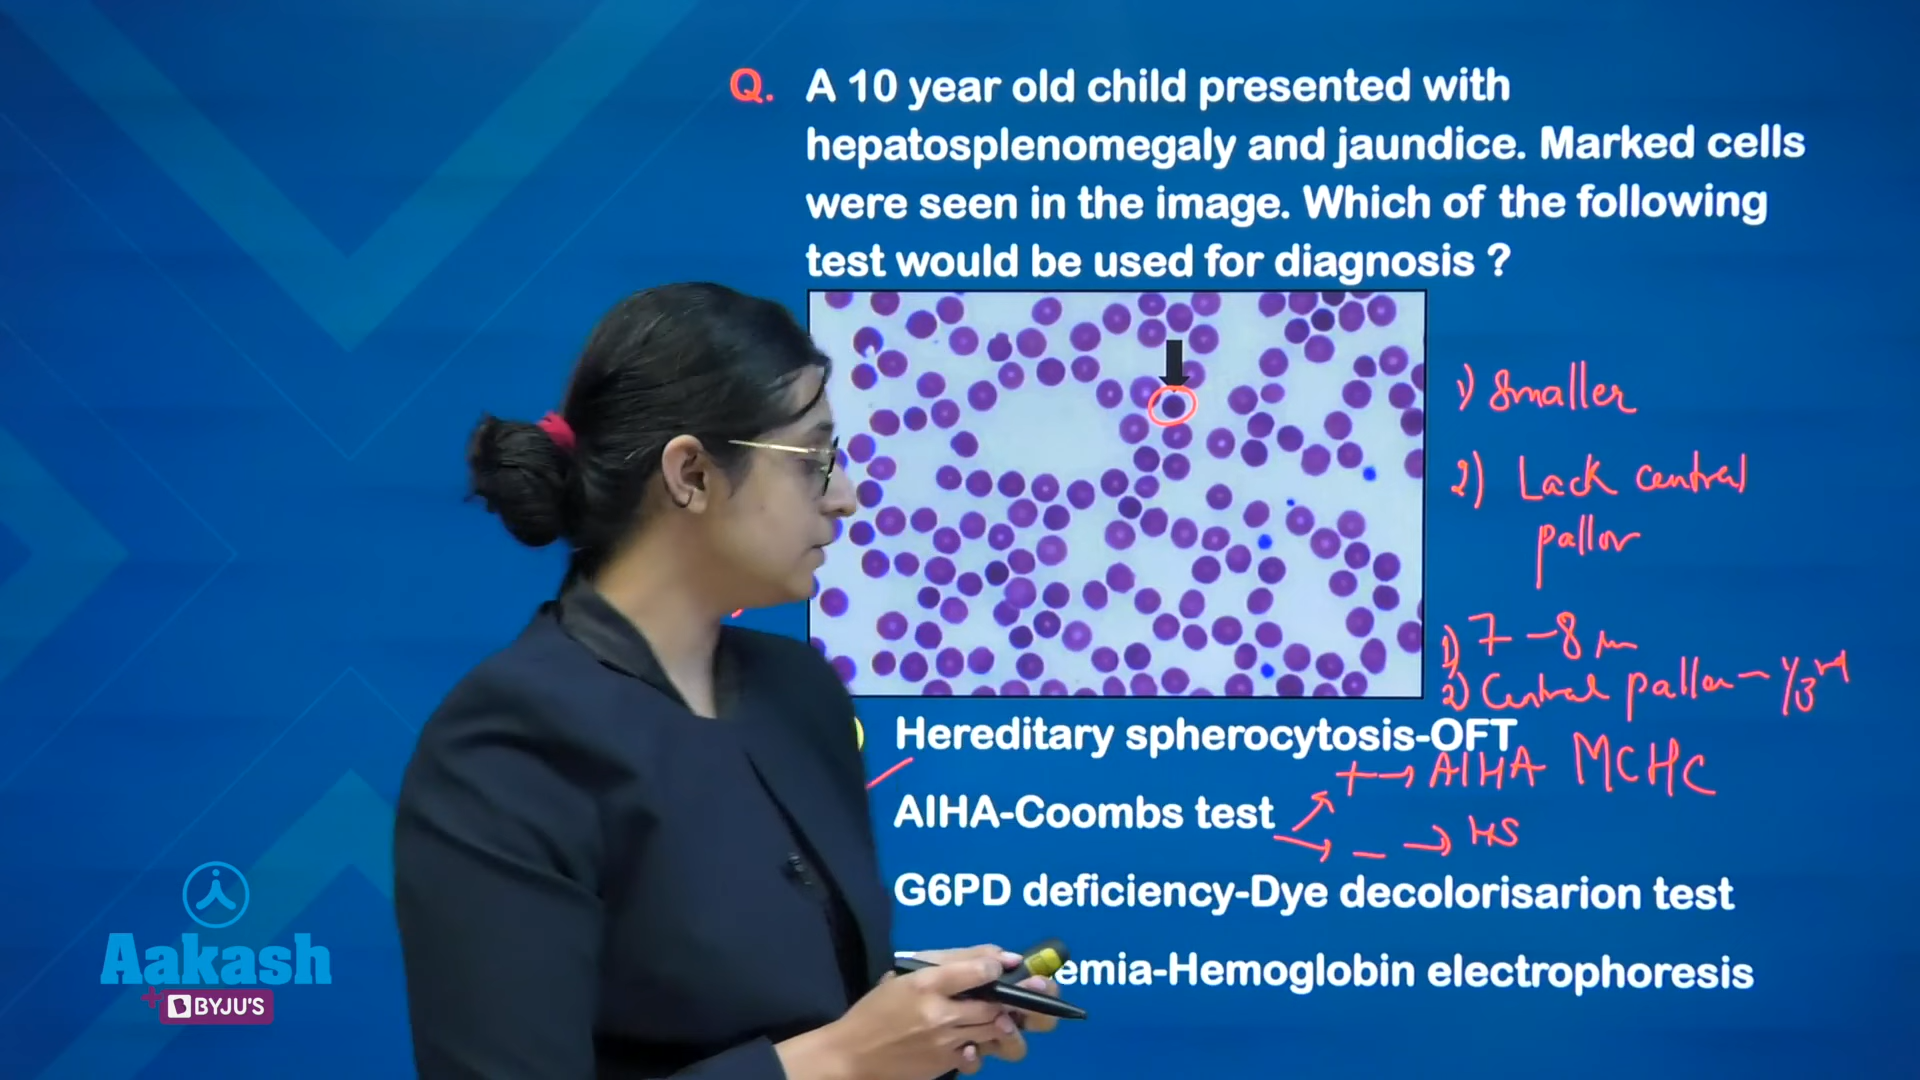 Q. A 10 year old child presented with
hepatosplenomegaly and jaundice. Marked cells
were seen in the image. Which of the following
test would be used for diagnosis ?
1) Smaller
2) Lack central
pallor
1) 7-8 μm
2) Central pallor - 1/3rd
Hereditary spherocytosis-OFT
+ → AIHA MCHC
AIHA-Coombs test
- → HS
G6PD deficiency-Dye decolorisarion test
emia-Hemoglobin electrophoresis
Aakash
+ BYJU'S